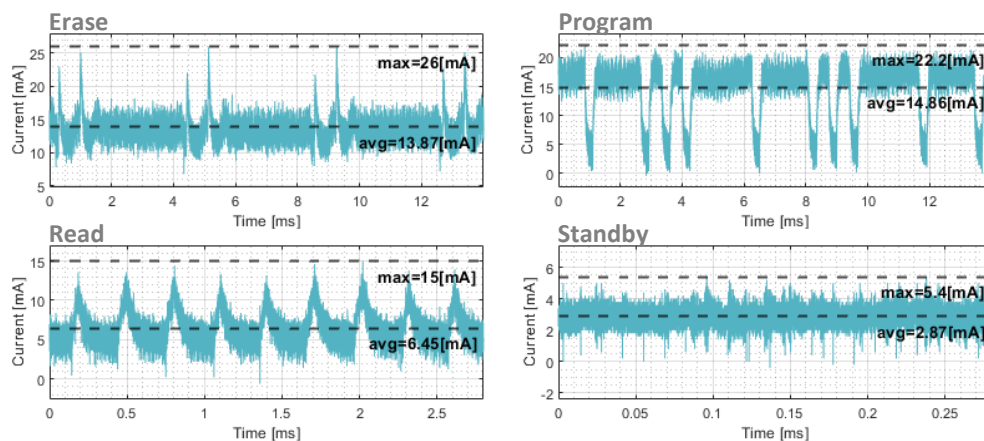 Erase
Current [mA]
25
20
15
10
5
max=26[mA]
avg=13.87[mA]
0 2 4 6 8 10 12
Time [ms]
Program
Current [mA]
20
15
10
5
0
max=22.2[mA]
avg=14.86[mA]
0 2 4 6 8 10 12
Time [ms]
Read
Current [mA]
15
10
5
0
max=15[mA]
avg=6.45[mA]
0 0.5 1 1.5 2 2.5
Time [ms]
Standby
Current [mA]
6
4
2
0
-2
max=5.4[mA]
avg=2.87[mA]
0 0.05 0.1 0.15 0.2 0.25
Time [ms]